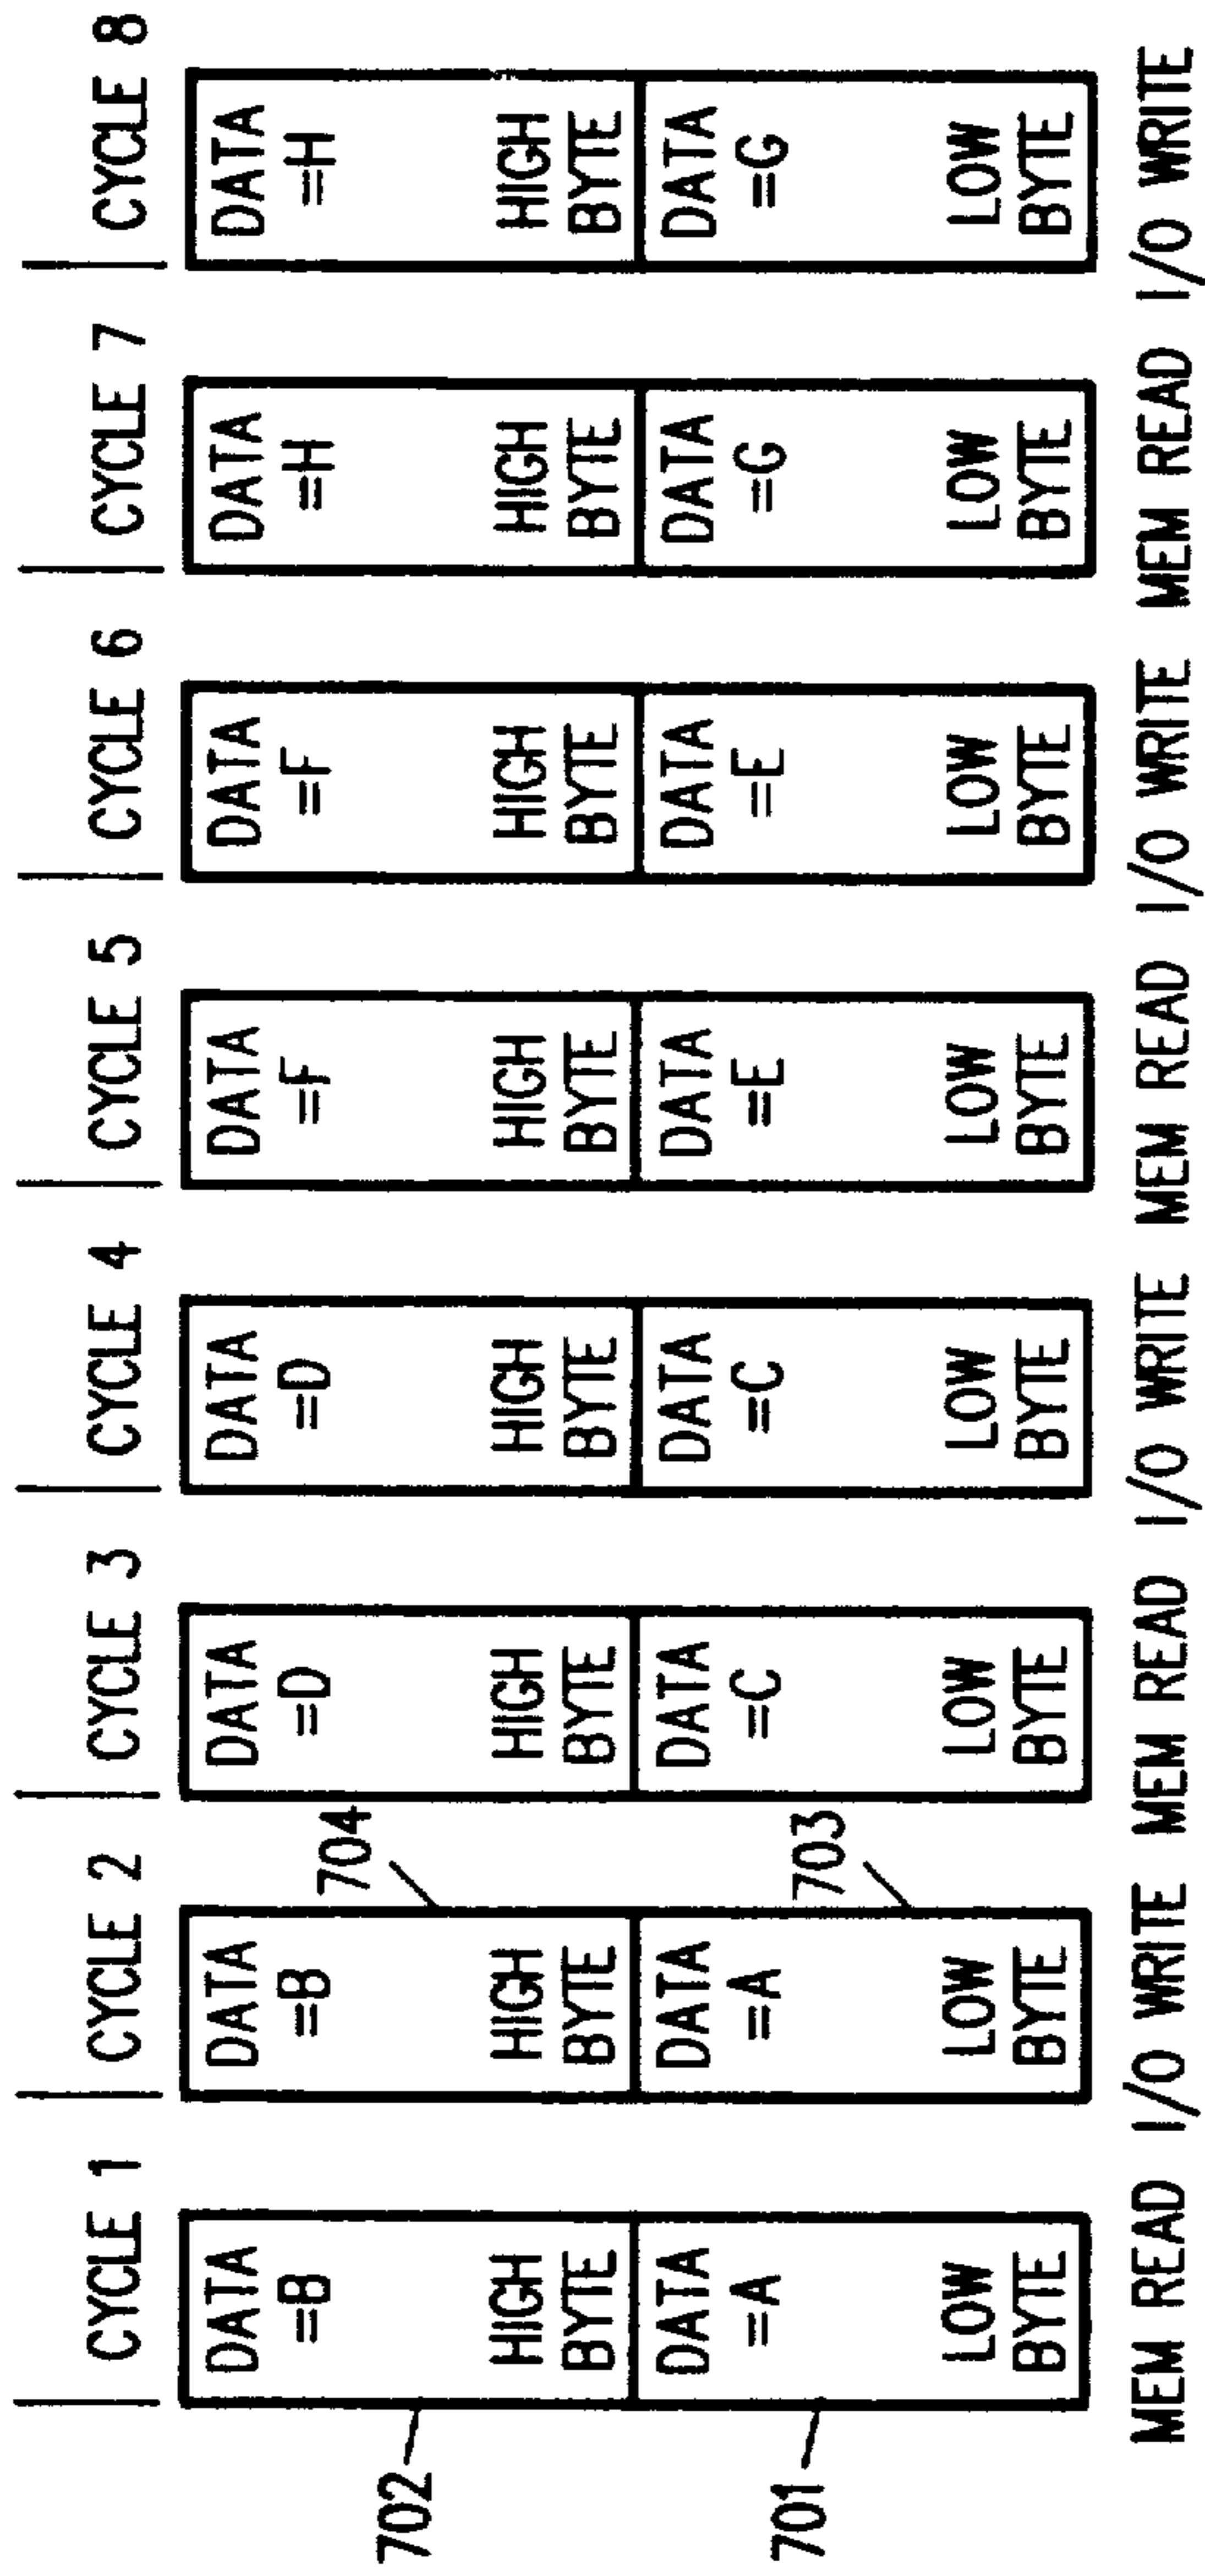 CYCLE 1 CYCLE 2 CYCLE 3 CYCLE 4 CYCLE 5 CYCLE 6 CYCLE 7 CYCLE 8
DATA DATA DATA DATA DATA DATA DATA DATA
=B =B =D =D =F =F =H =H
702 704
HIGH HIGH HIGH HIGH HIGH HIGH HIGH HIGH
BYTE BYTE BYTE BYTE BYTE BYTE BYTE BYTE
DATA DATA DATA DATA DATA DATA DATA DATA
=A =A =C =C =E =E =G =G
701 703
LOW LOW LOW LOW LOW LOW LOW LOW
BYTE BYTE BYTE BYTE BYTE BYTE BYTE BYTE
MEM READ I/O WRITE MEM READ I/O WRITE MEM READ I/O WRITE MEM READ I/O WRITE